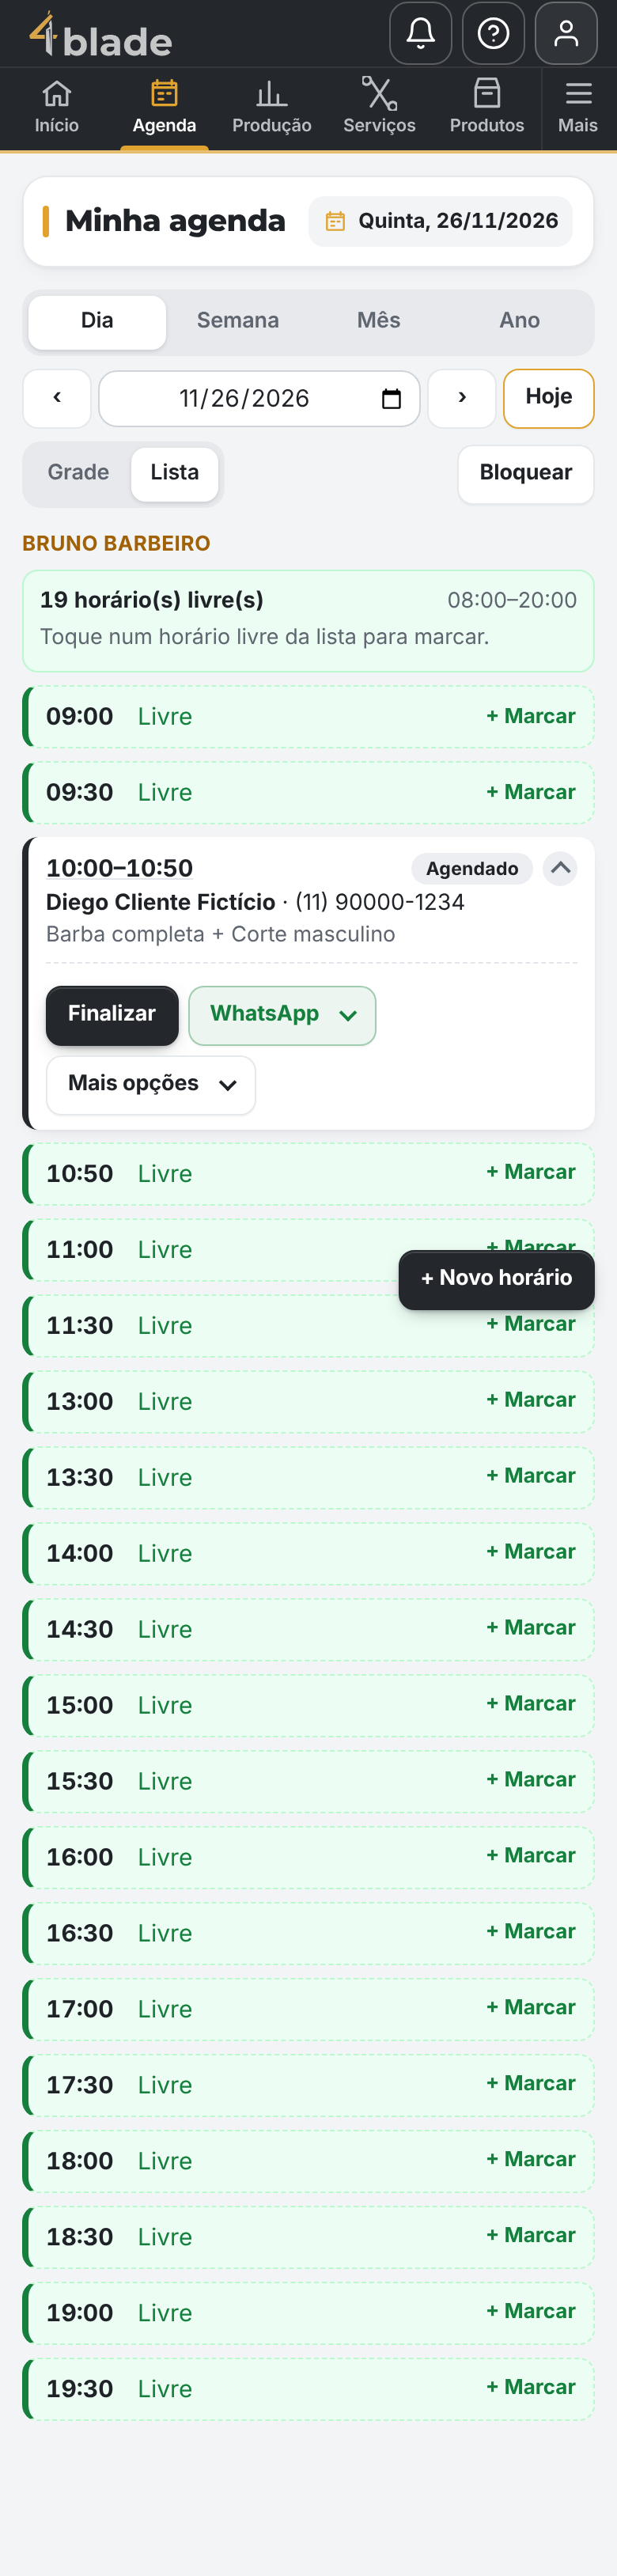 4blade
Início Agenda Produção Serviços Produtos Mais
Minha agenda Quinta, 26/11/2026
Dia Semana Mês Ano
‹ 11/26/2026 › Hoje
Grade Lista Bloquear
BRUNO BARBEIRO
19 horário(s) livre(s) 08:00–20:00
Toque num horário livre da lista para marcar.
09:00 Livre + Marcar
09:30 Livre + Marcar
10:00–10:50 Agendado
Diego Cliente Fictício · (11) 90000-1234
Barba completa + Corte masculino
Finalizar WhatsApp
Mais opções
10:50 Livre + Marcar
11:00 Livre + Marcar
+ Novo horário
11:30 Livre + Marcar
13:00 Livre + Marcar
13:30 Livre + Marcar
14:00 Livre + Marcar
14:30 Livre + Marcar
15:00 Livre + Marcar
15:30 Livre + Marcar
16:00 Livre + Marcar
16:30 Livre + Marcar
17:00 Livre + Marcar
17:30 Livre + Marcar
18:00 Livre + Marcar
18:30 Livre + Marcar
19:00 Livre + Marcar
19:30 Livre + Marcar